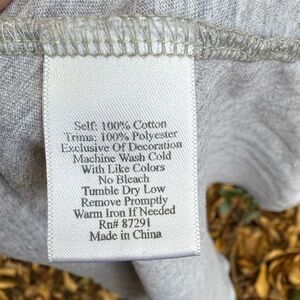 Self: 100% Cotton
Trims: 100% Polyester
Exclusive Of Decoration
Machine Wash Cold
With Like Colors
No Bleach
Tumble Dry Low
Remove Promptly
Warm Iron If Needed
Rn# 87291
Made in China